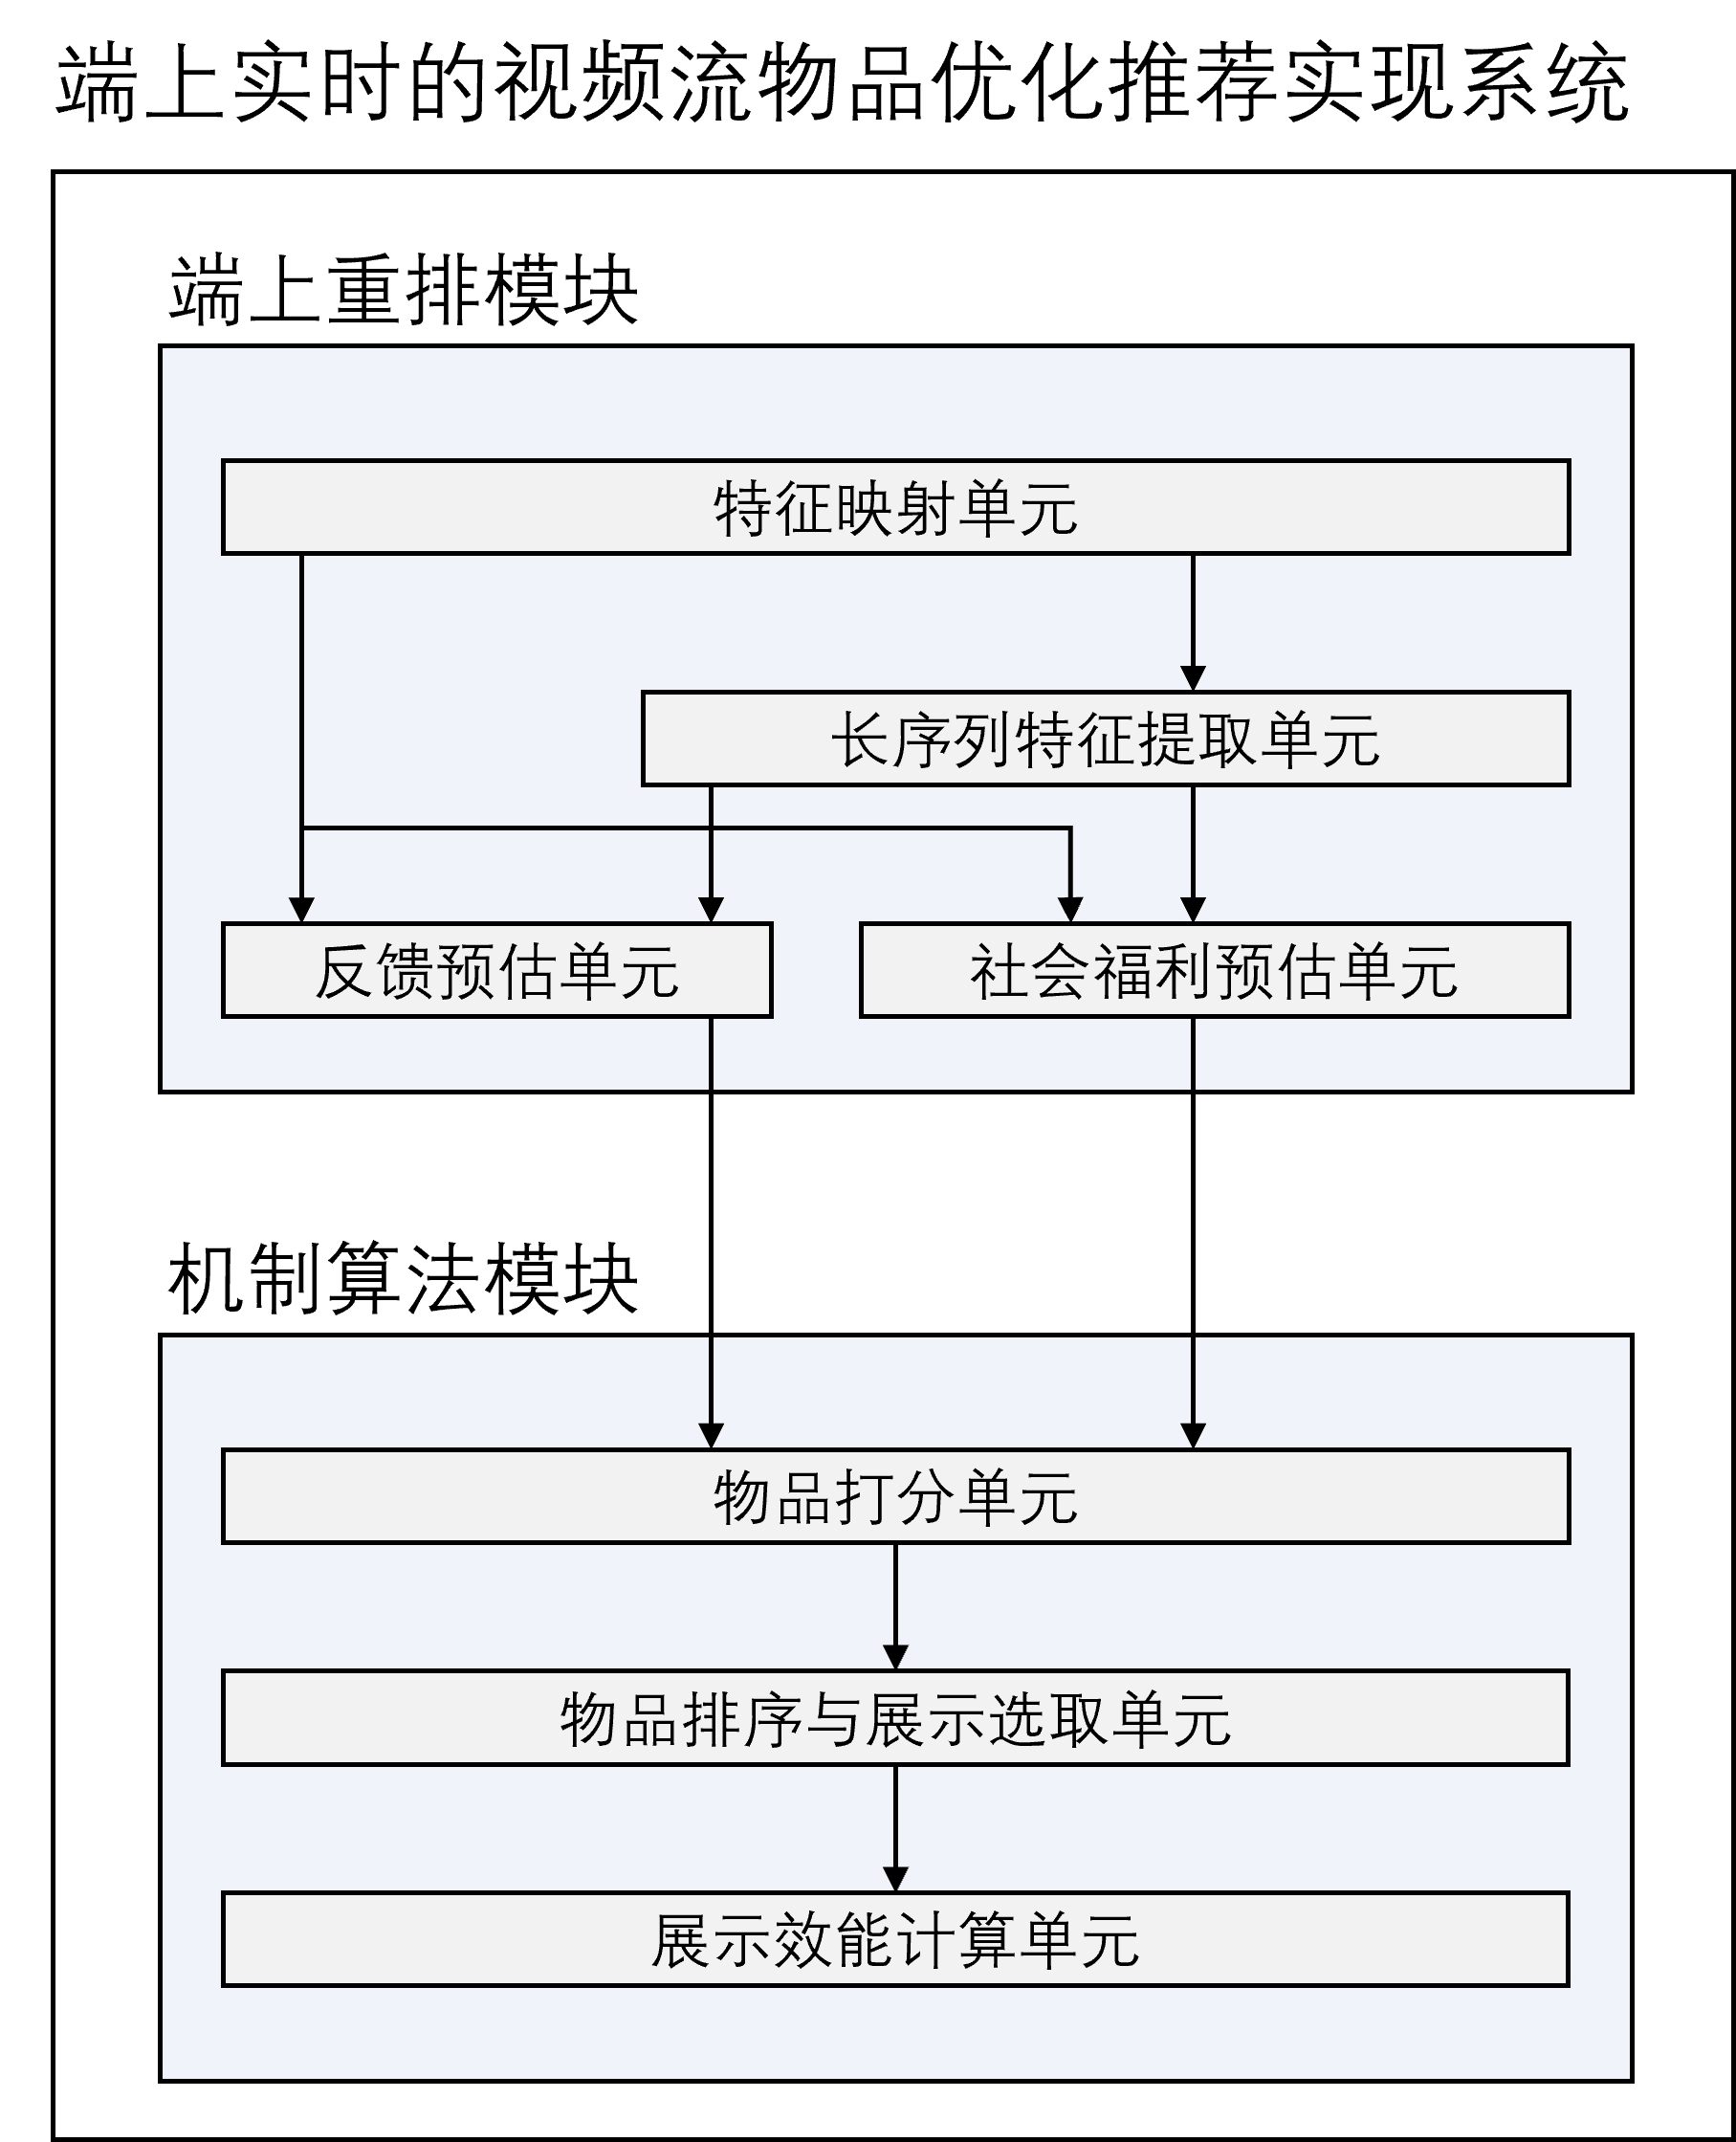 端上实时的视频流物品优化推荐实现系统
端上重排模块
特征映射单元
长序列特征提取单元
反馈预估单元
社会福利预估单元
机制算法模块
物品打分单元
物品排序与展示选取单元
展示效能计算单元